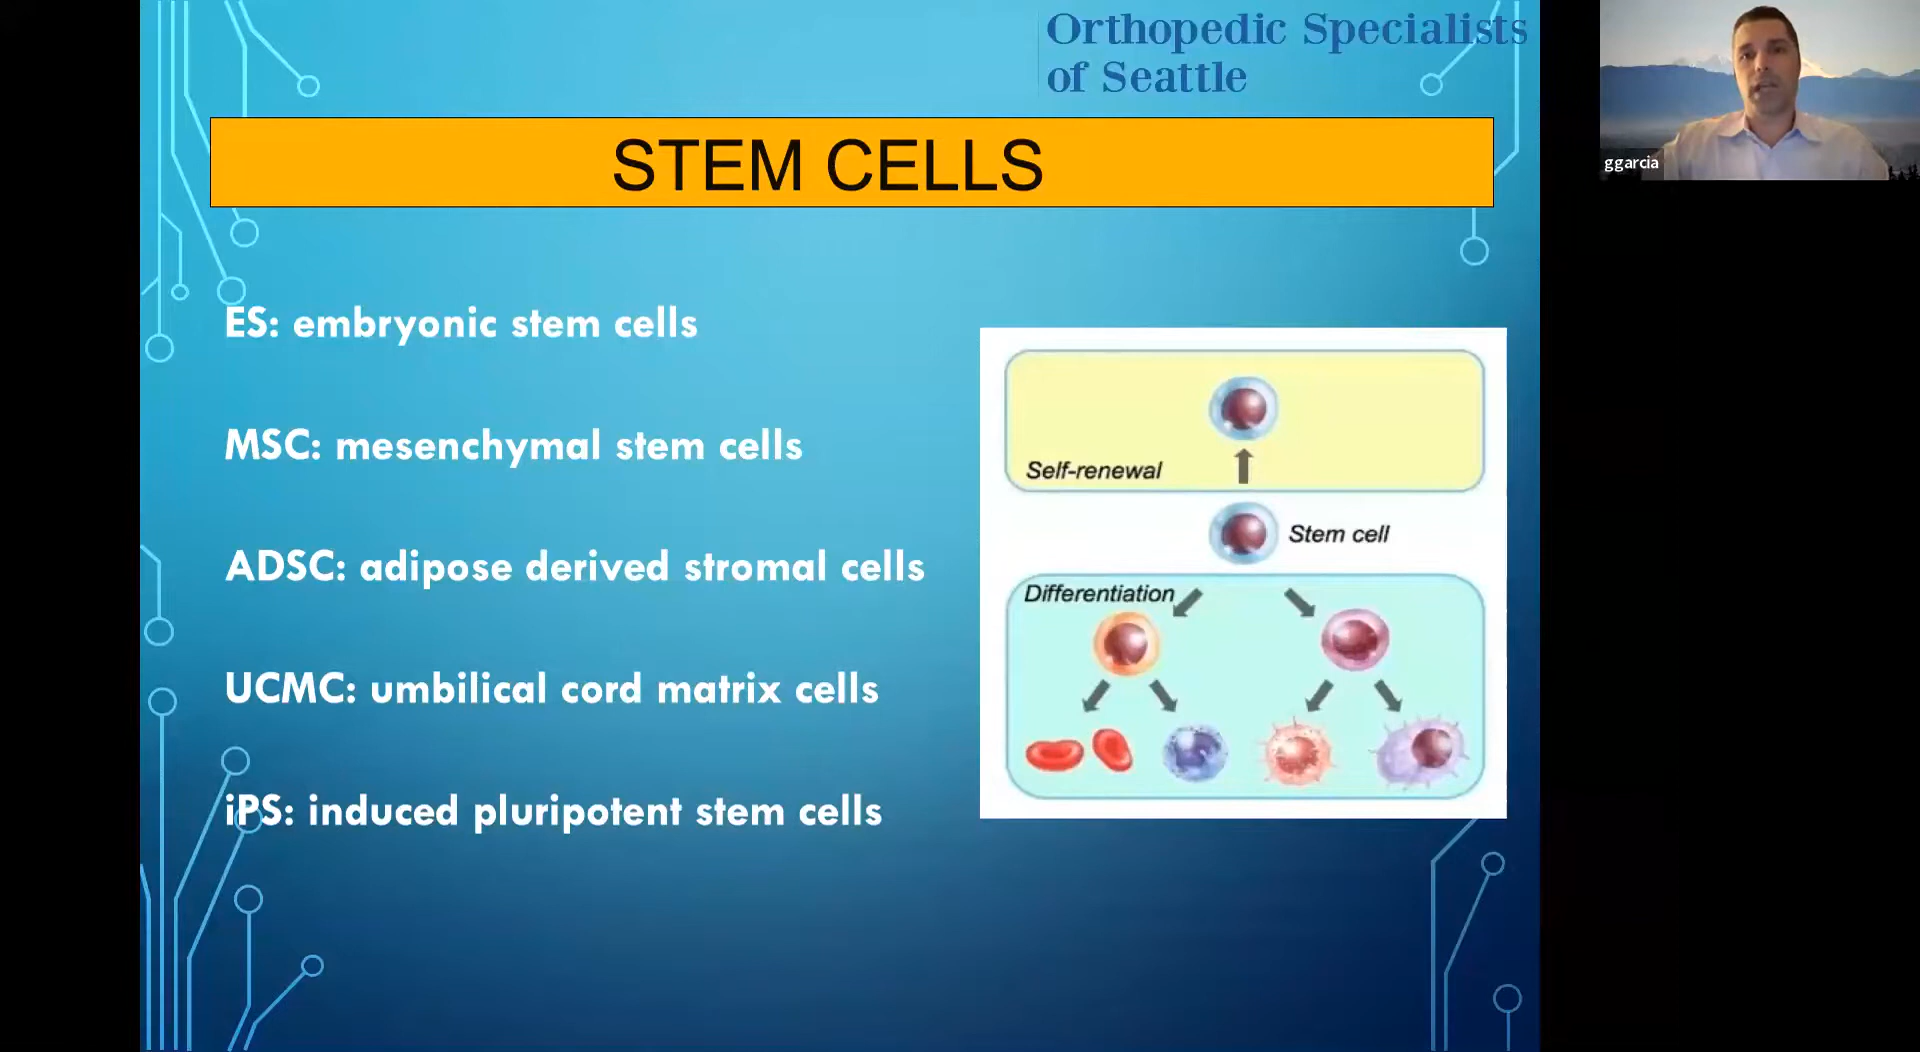 Orthopedic Specialists
of Seattle
ggarcia
STEM CELLS
ES: embryonic stem cells
MSC: mesenchymal stem cells
ADSC: adipose derived stromal cells
UCMC: umbilical cord matrix cells
iPS: induced pluripotent stem cells
Self-renewal
Stem cell
Differentiation